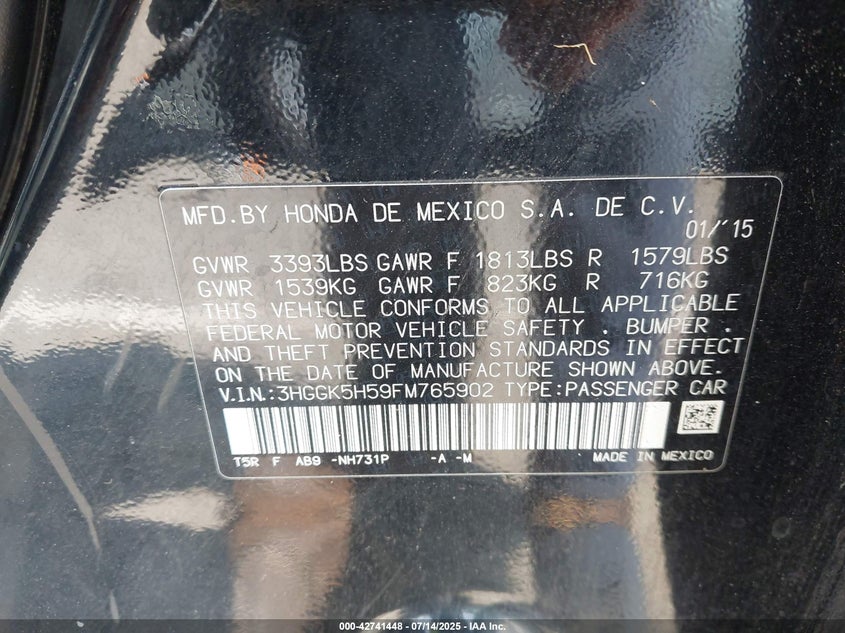 MFD.BY HONDA DE MEXICO S.A. DE C.V.
01/'15
GVWR 3393LBS GAWR F 1813LBS R 1579LBS
GVWR 1539KG GAWR F 823KG R 716KG
THIS VEHICLE CONFORMS TO ALL APPLICABLE
FEDERAL MOTOR VEHICLE SAFETY . BUMPER .
AND THEFT PREVENTION STANDARDS IN EFFECT
ON THE DATE OF MANUFACTURE SHOWN ABOVE.
V.I.N.:3HGGK5H59FM765902 TYPE:PASSENGER CAR
T5R F AB9 -NH731P -A -M MADE IN MEXICO
000-42741448 - 07/14/2025 - IAA Inc.